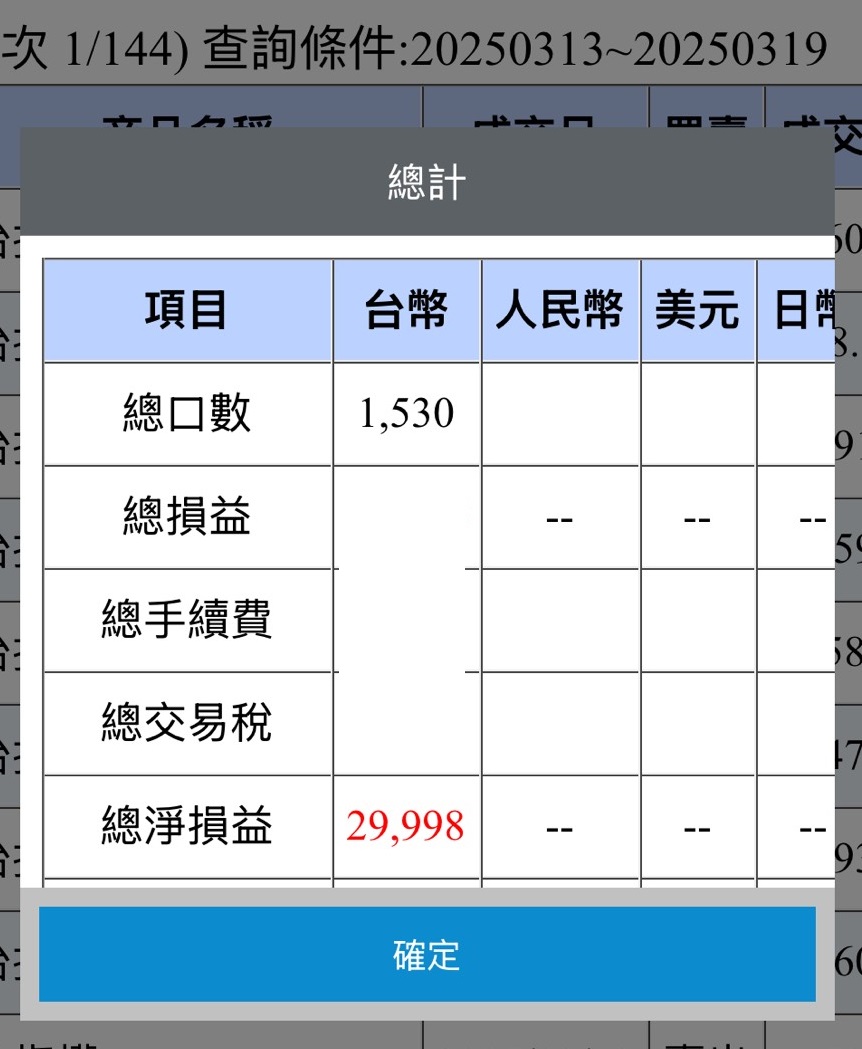 次 1/144) 查詢條件:20250313~20250319
總計
項目 台幣 人民幣 美元 日幣
總口數 1,530
總損益 -- -- --
總手續費
總交易稅
總淨損益 29,998 -- -- --
確定